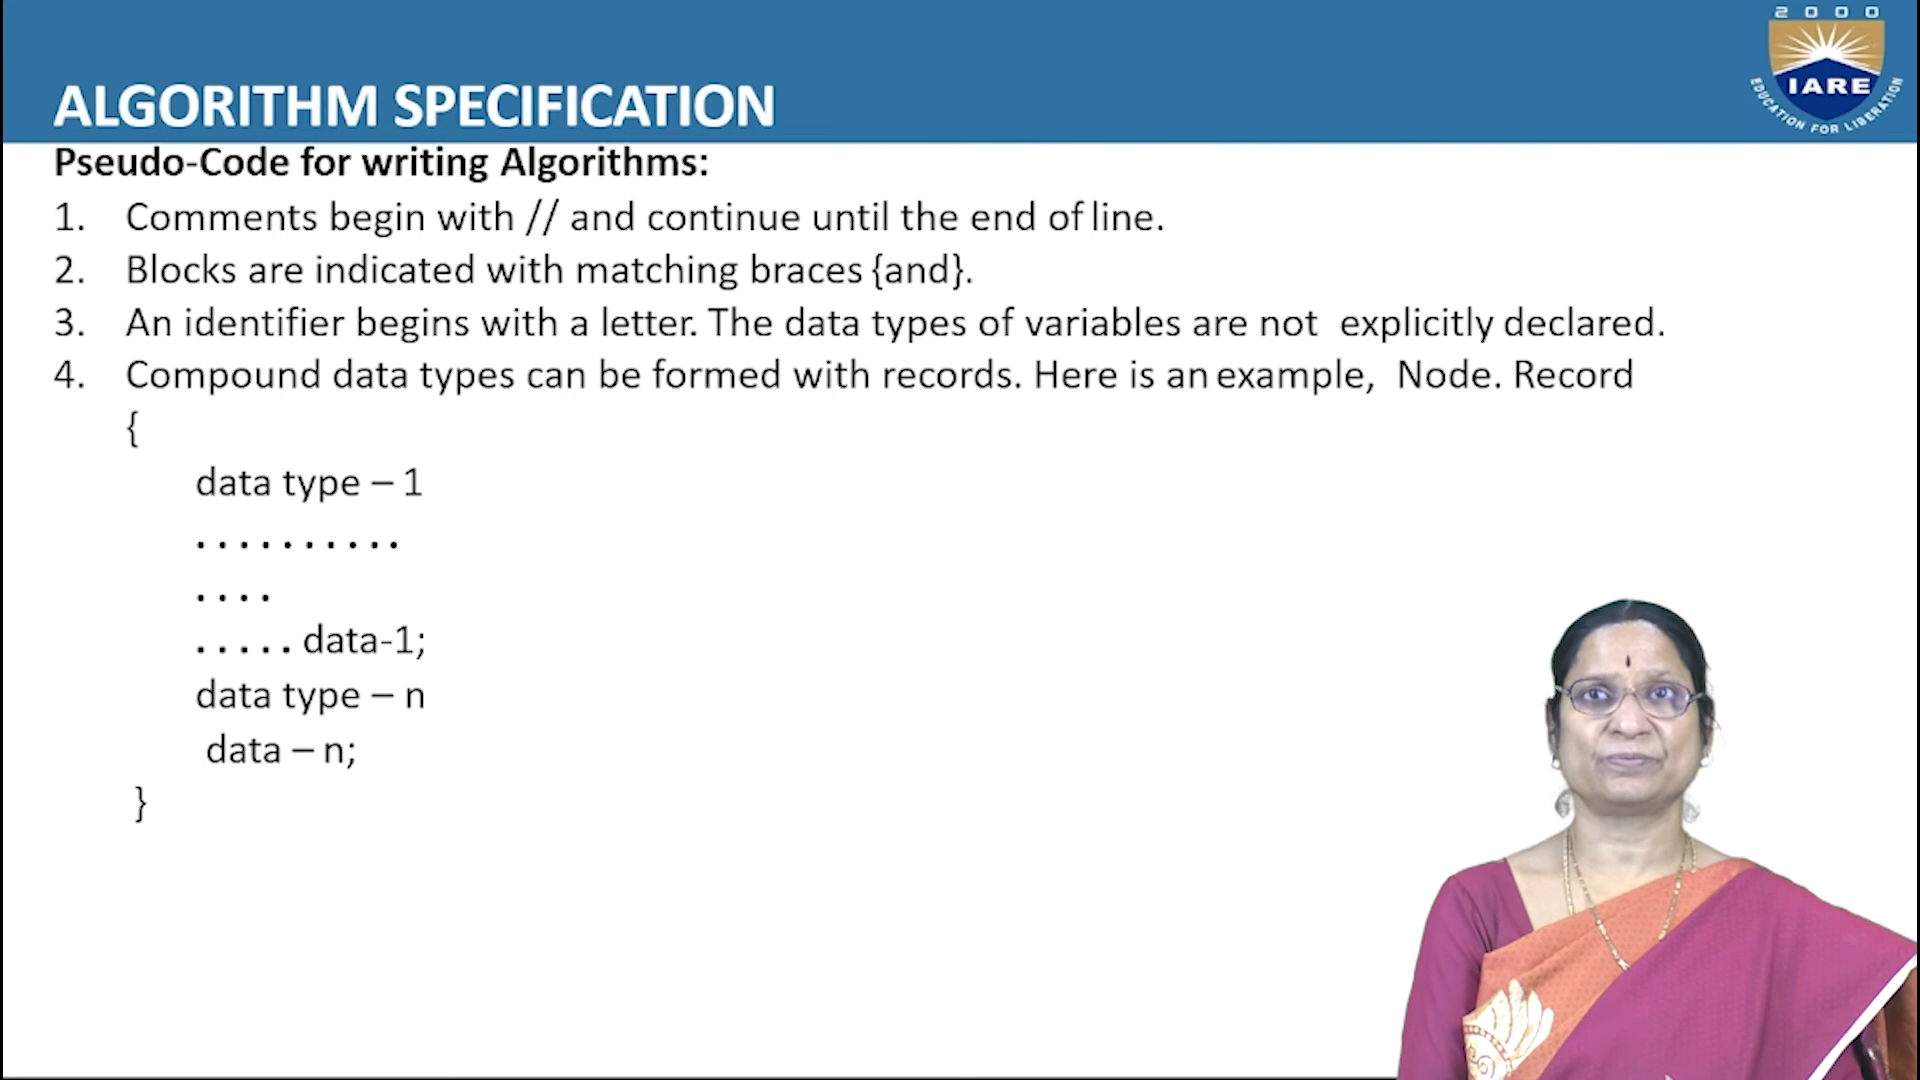 2000
IARE
EDUCATION FOR LIBERATION
ALGORITHM SPECIFICATION
Pseudo-Code for writing Algorithms:
1. Comments begin with // and continue until the end of line.
2. Blocks are indicated with matching braces {and}.
3. An identifier begins with a letter. The data types of variables are not explicitly declared.
4. Compound data types can be formed with records. Here is an example, Node. Record
{
data type – 1
. . . . . . . . . .
. . . .
. . . . . data-1;
data type – n
data – n;
}